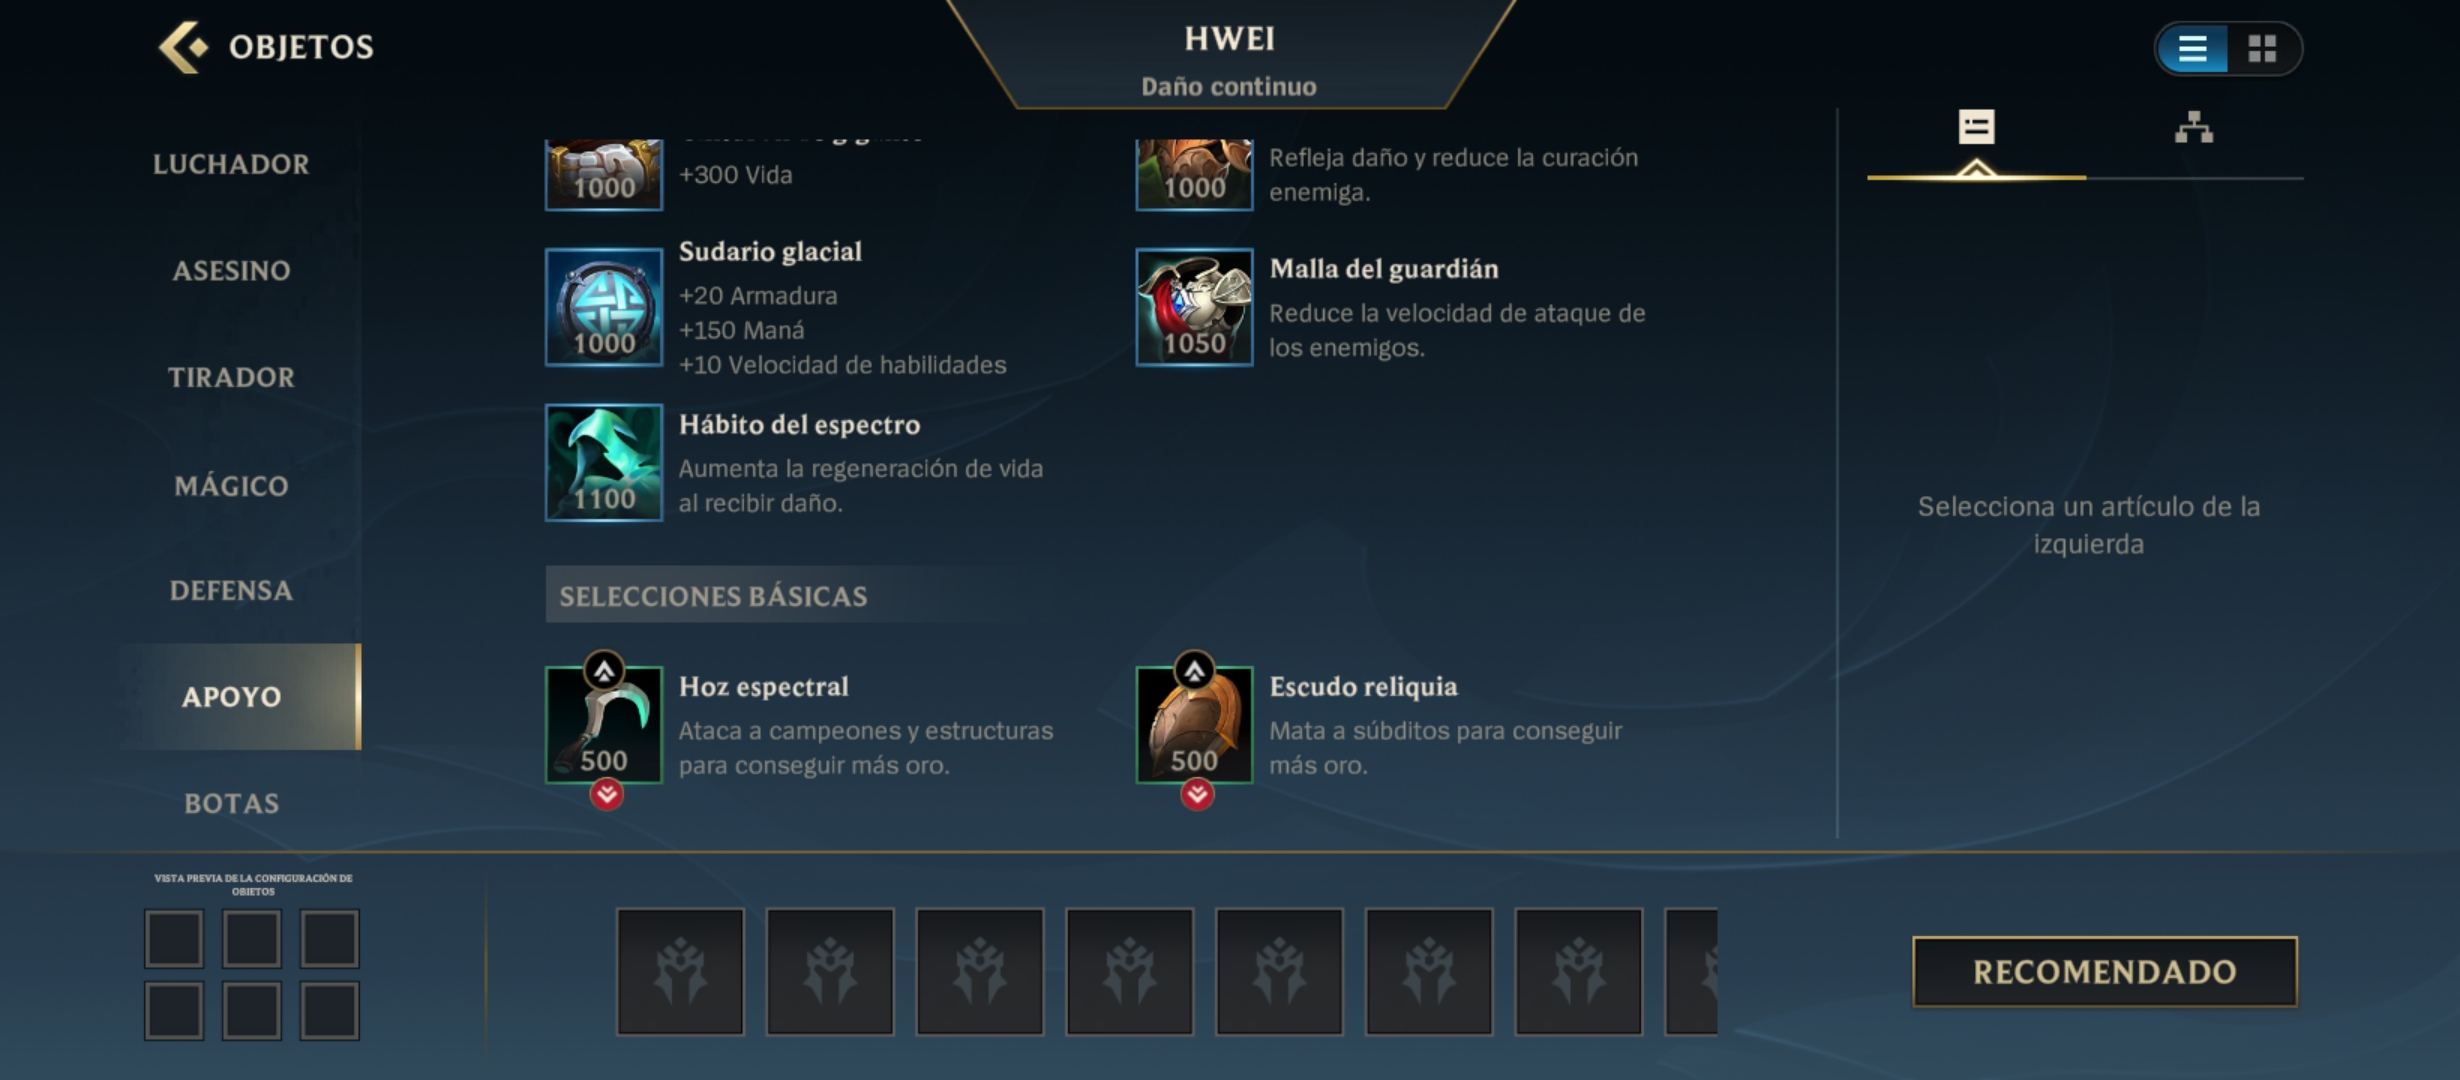 OBJETOS
HWEI
Daño continuo
LUCHADOR
ASESINO
TIRADOR
MÁGICO
DEFENSA
APOYO
BOTAS
1000
+300 Vida
1000
Refleja daño y reduce la curación
enemiga.
1000
Sudario glacial
+20 Armadura
+150 Maná
+10 Velocidad de habilidades
1050
Malla del guardián
Reduce la velocidad de ataque de
los enemigos.
1100
Hábito del espectro
Aumenta la regeneración de vida
al recibir daño.
SELECCIONES BÁSICAS
500
Hoz espectral
Ataca a campeones y estructuras
para conseguir más oro.
500
Escudo reliquia
Mata a súbditos para conseguir
más oro.
Selecciona un artículo de la
izquierda
VISTA PREVIA DE LA CONFIGURACIÓN DE
OBJETOS
RECOMENDADO